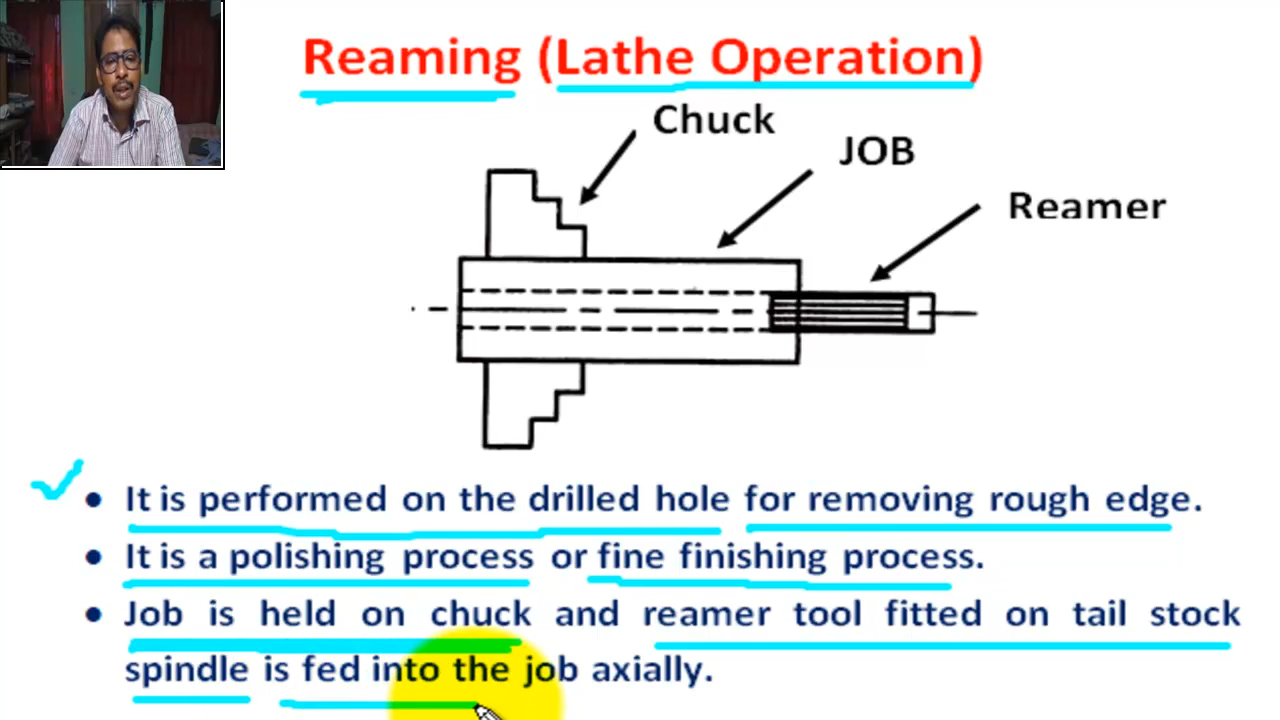 Reaming (Lathe Operation)
Chuck
JOB
Reamer
• It is performed on the drilled hole for removing rough edge.
• It is a polishing process or fine finishing process.
• Job is held on chuck and reamer tool fitted on tail stock
spindle is fed into the job axially.